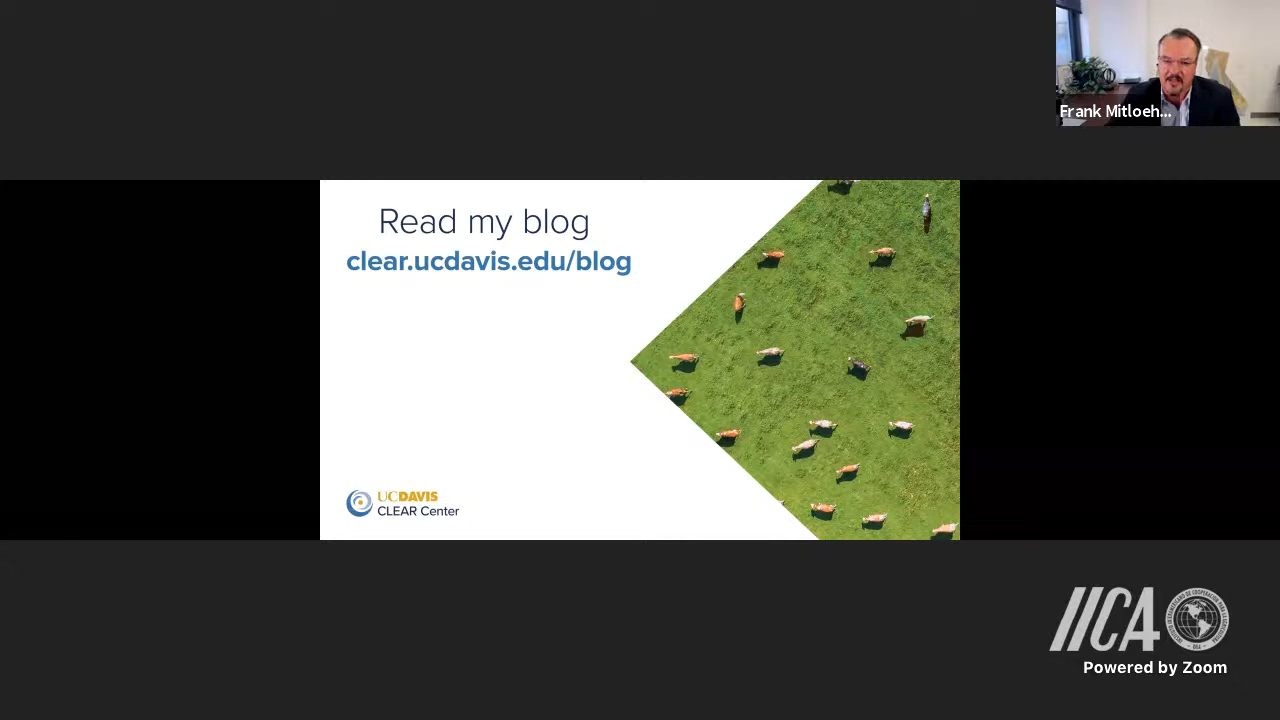 Frank Mitloeh...
Read my blog
clear.ucdavis.edu/blog
UCDAVIS
CLEAR Center
IICA
Powered by Zoom